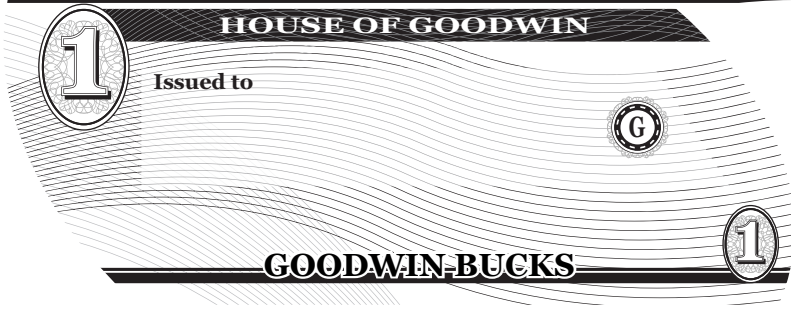 HOUSE OF GOODWIN
1
Issued to
G
1
GOODWIN BUCKS